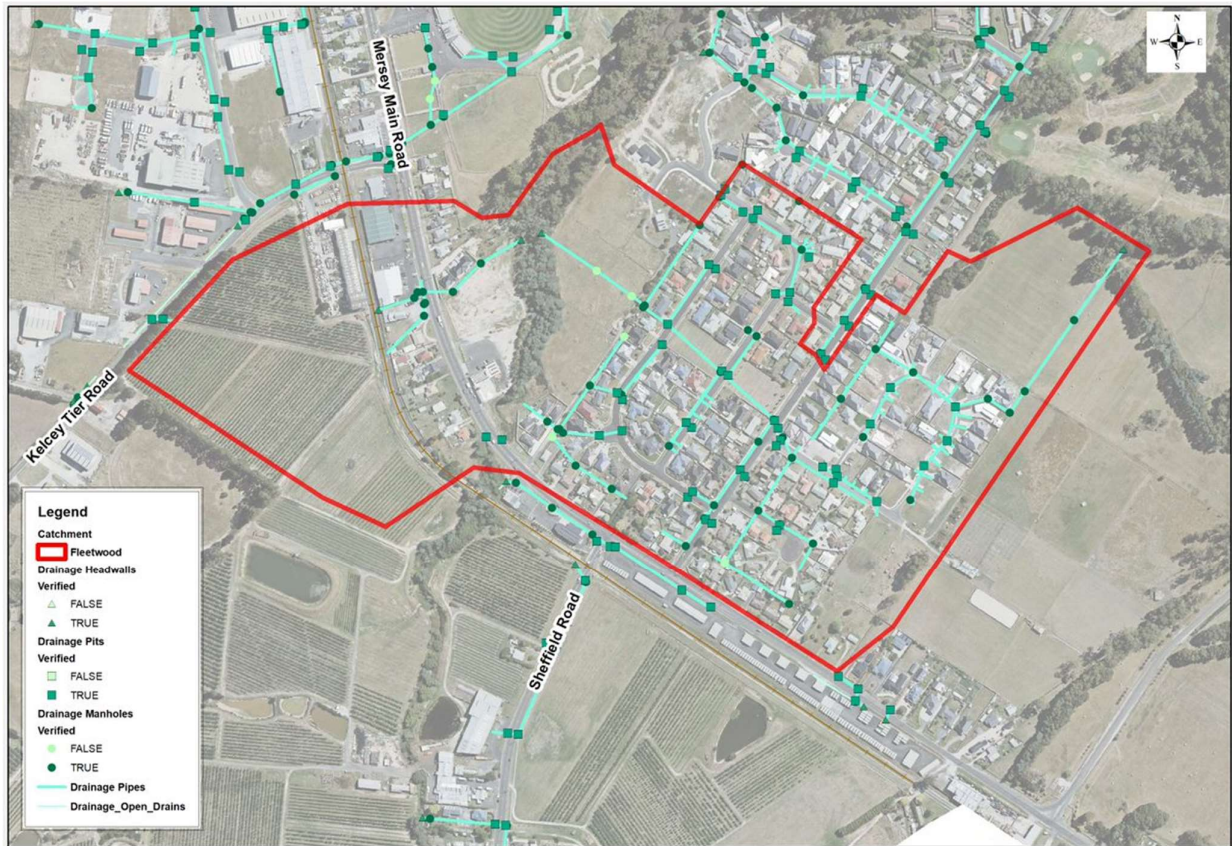 N
W E
S
Mersey Main Road
Kelcey Tier Road
Sheffield Road
Legend
Catchment
Fleetwood
Drainage Headwalls
Verified
FALSE
TRUE
Drainage Pits
Verified
FALSE
TRUE
Drainage Manholes
Verified
FALSE
TRUE
Drainage Pipes
Drainage_Open_Drains